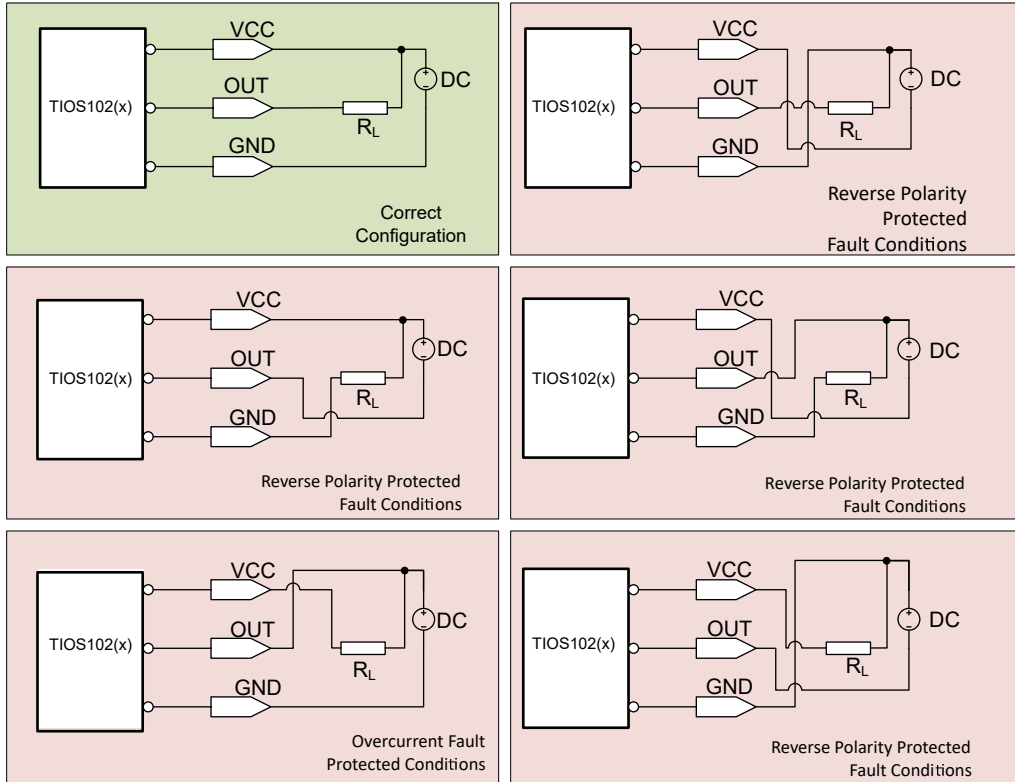 VCC
DC
OUT
TIOS102(x)
RL
GND
Correct
Configuration
VCC
DC
OUT
TIOS102(x)
RL
GND
Reverse Polarity
Protected
Fault Conditions
VCC
DC
OUT
TIOS102(x)
RL
GND
Reverse Polarity Protected
Fault Conditions
VCC
DC
OUT
TIOS102(x)
RL
GND
Reverse Polarity Protected
Fault Conditions
VCC
DC
OUT
TIOS102(x)
RL
GND
Overcurrent Fault
Protected Conditions
VCC
DC
OUT
TIOS102(x)
RL
GND
Reverse Polarity Protected
Fault Conditions